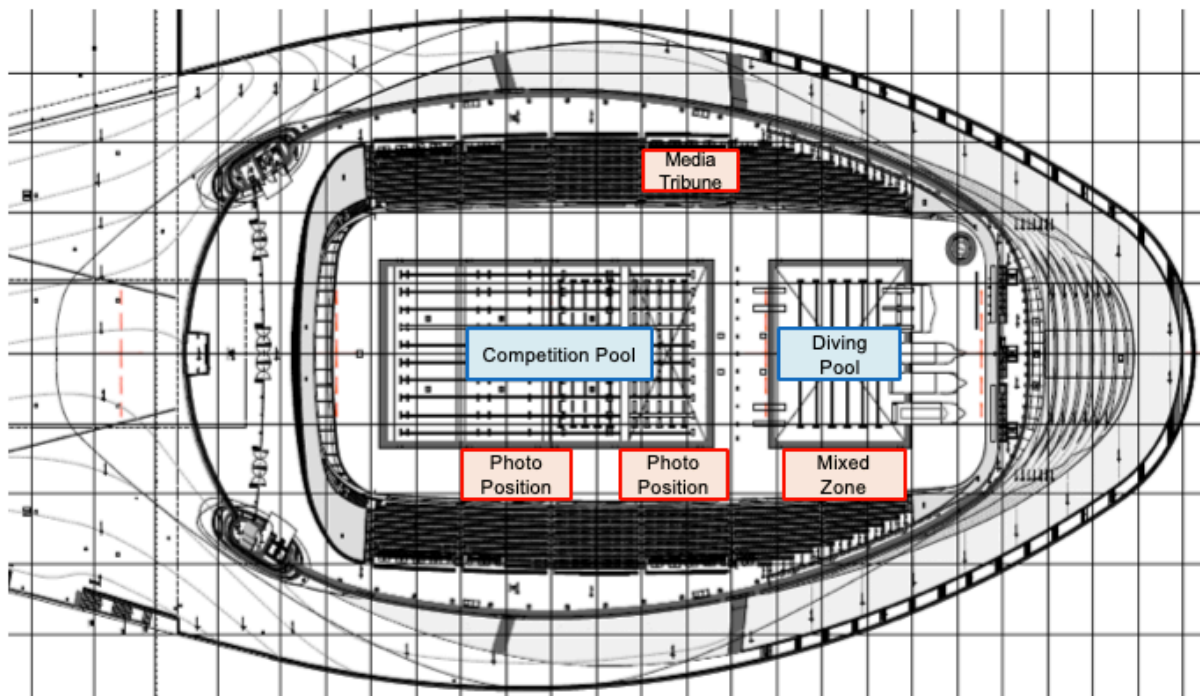 Media
Tribune
Competition Pool
Diving
Pool
Photo
Position
Photo
Position
Mixed
Zone